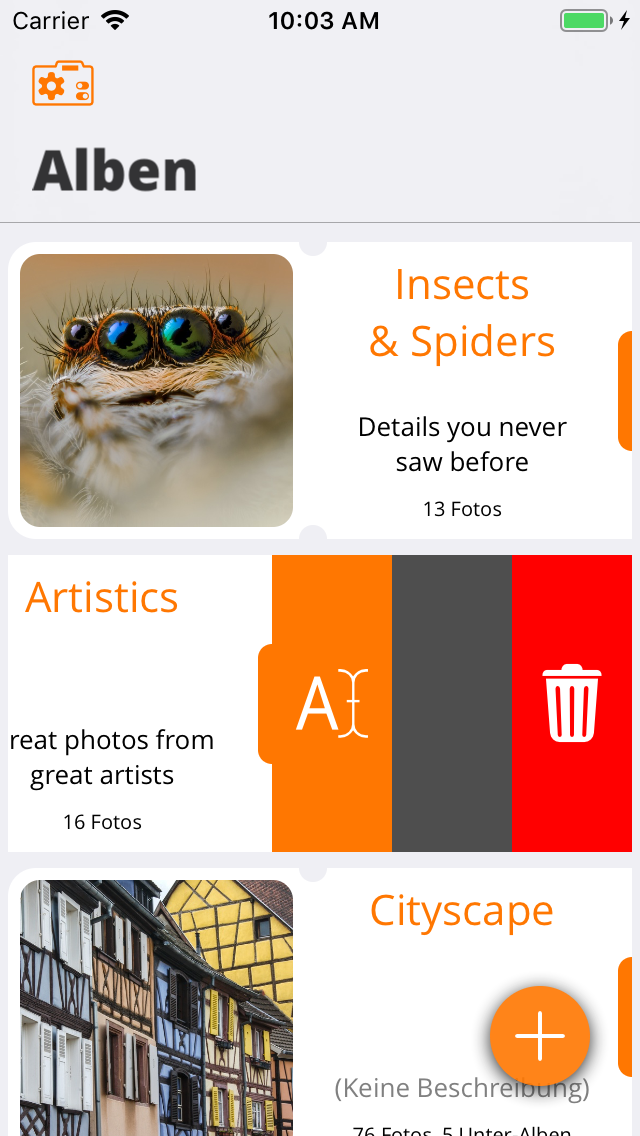 Carrier 10:03 AM
Alben
Insects
& Spiders
Details you never
saw before
13 Fotos
Artistics
reat photos from
great artists
16 Fotos
A
Cityscape
(Keine Beschreibung)
76 Fotos, 5 Unter-Alben